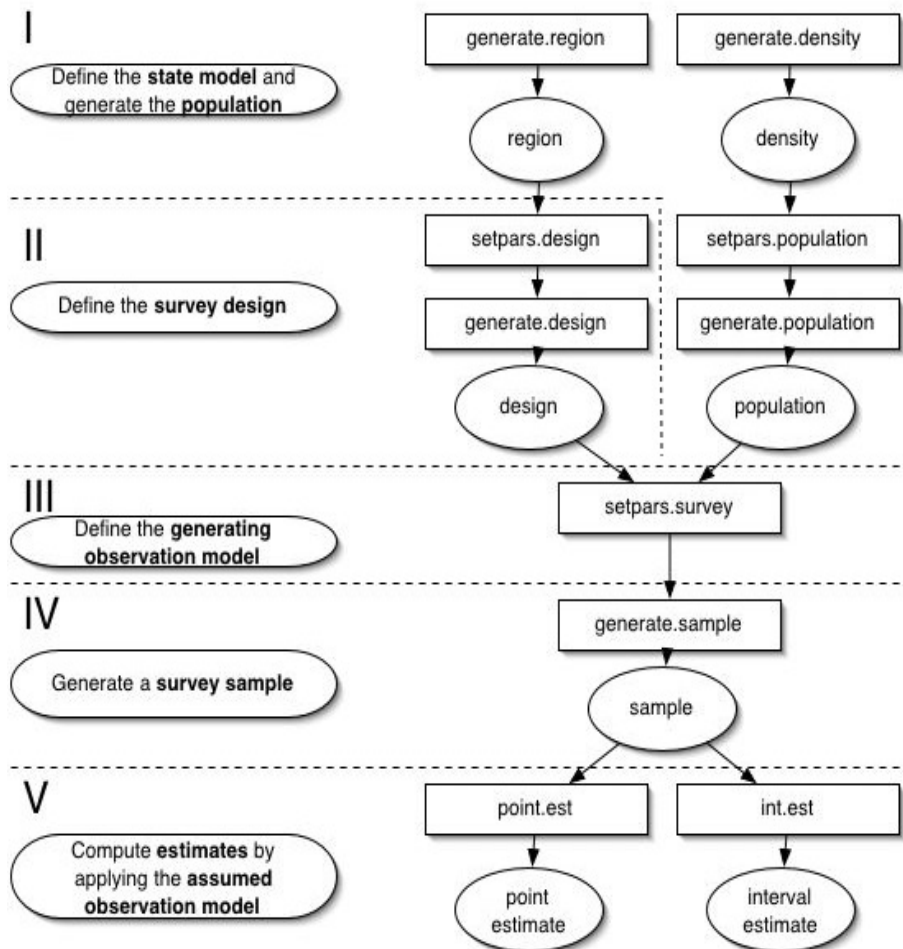 I
Define the state model and
generate the population
generate.region
generate.density
region
density
II
Define the survey design
setpars.design
setpars.population
generate.design
generate.population
design
population
III
Define the generating
observation model
setpars.survey
IV
Generate a survey sample
generate.sample
sample
V
Compute estimates by
applying the assumed
observation model
point.est
int.est
point
estimate
interval
estimate